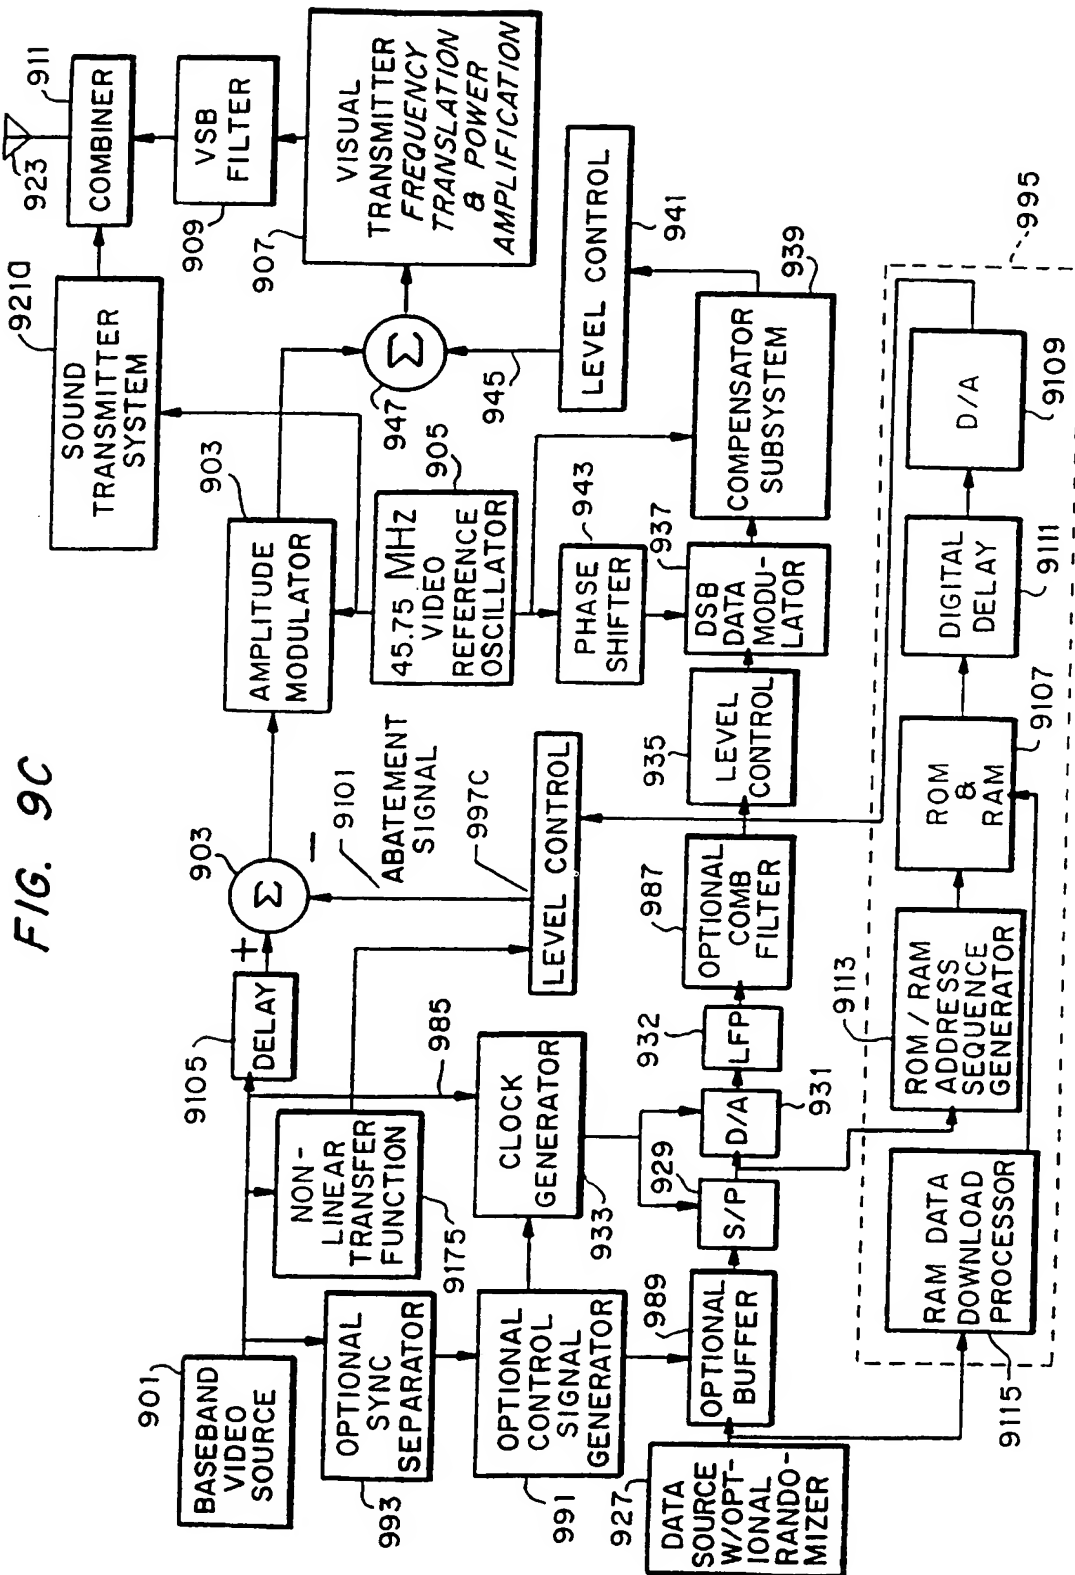 FIG. 9C
901
BASEBAND
VIDEO
SOURCE
9105
DELAY
+
903
Σ
−
9101
ABATEMENT
SIGNAL
997C
LEVEL CONTROL
903
AMPLITUDE
MODULATOR
921a
SOUND
TRANSMITTER
SYSTEM
923
911
COMBINER
909
VSB
FILTER
907
VISUAL
TRANSMITTER
FREQUENCY
TRANSLATION
& POWER
AMPLIFICATION
947
Σ
945
905
45.75 MHz
VIDEO
REFERENCE
OSCILLATOR
985
NON-
LINEAR
TRANSFER
FUNCTION
9175
OPTIONAL
SYNC
SEPARATOR
993
CLOCK
GENERATOR
933
OPTIONAL
CONTROL
SIGNAL
GENERATOR
991
943
PHASE
SHIFTER
LEVEL CONTROL
941
927
DATA
SOURCE
W/OPT-
IONAL
RANDO-
MIZER
989
OPTIONAL
BUFFER
929
S/P
D/A
931
932
LFP
987
OPTIONAL
COMB
FILTER
935
LEVEL
CONTROL
937
DSB
DATA
MODU-
LATOR
COMPENSATOR
SUBSYSTEM
939
995
RAM DATA
DOWNLOAD
PROCESSOR
9115
9113
ROM/RAM
ADDRESS
SEQUENCE
GENERATOR
ROM
&
RAM
9107
DIGITAL
DELAY
9111
D/A
9109